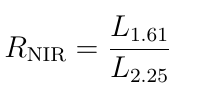 R_NIR = L_1.61 / L_2.25